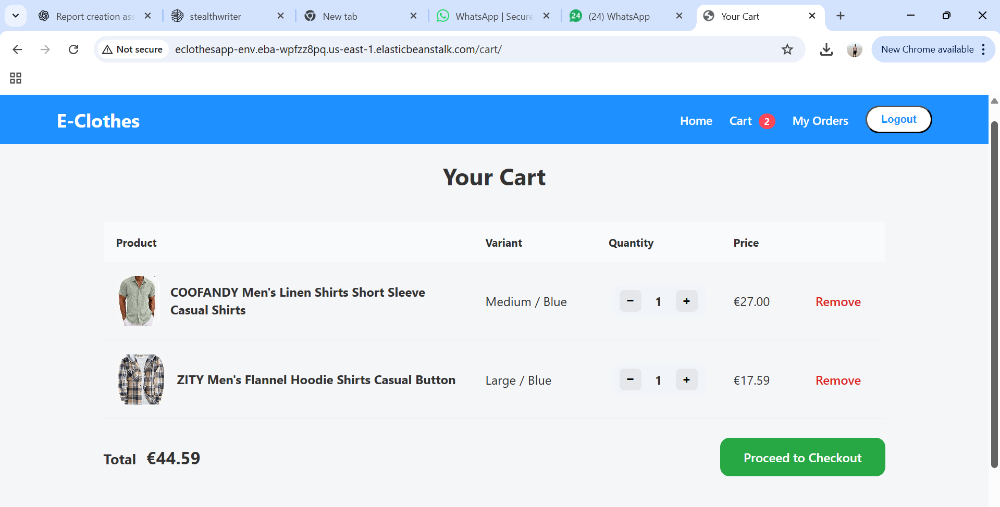 Report creation ass
stealthwriter
New tab
WhatsApp | Secure
24
(24) WhatsApp
Your Cart
Not secure
eclothesapp-env.eba-wpfzz8pq.us-east-1.elasticbeanstalk.com/cart/
New Chrome available
E-Clothes
Home
Cart 2
My Orders
Logout
Your Cart
Product Variant Quantity Price
COOFANDY Men's Linen Shirts Short Sleeve
Casual Shirts
Medium / Blue
− 1 +
€27.00
Remove
ZITY Men's Flannel Hoodie Shirts Casual Button
Large / Blue
− 1 +
€17.59
Remove
Total €44.59
Proceed to Checkout